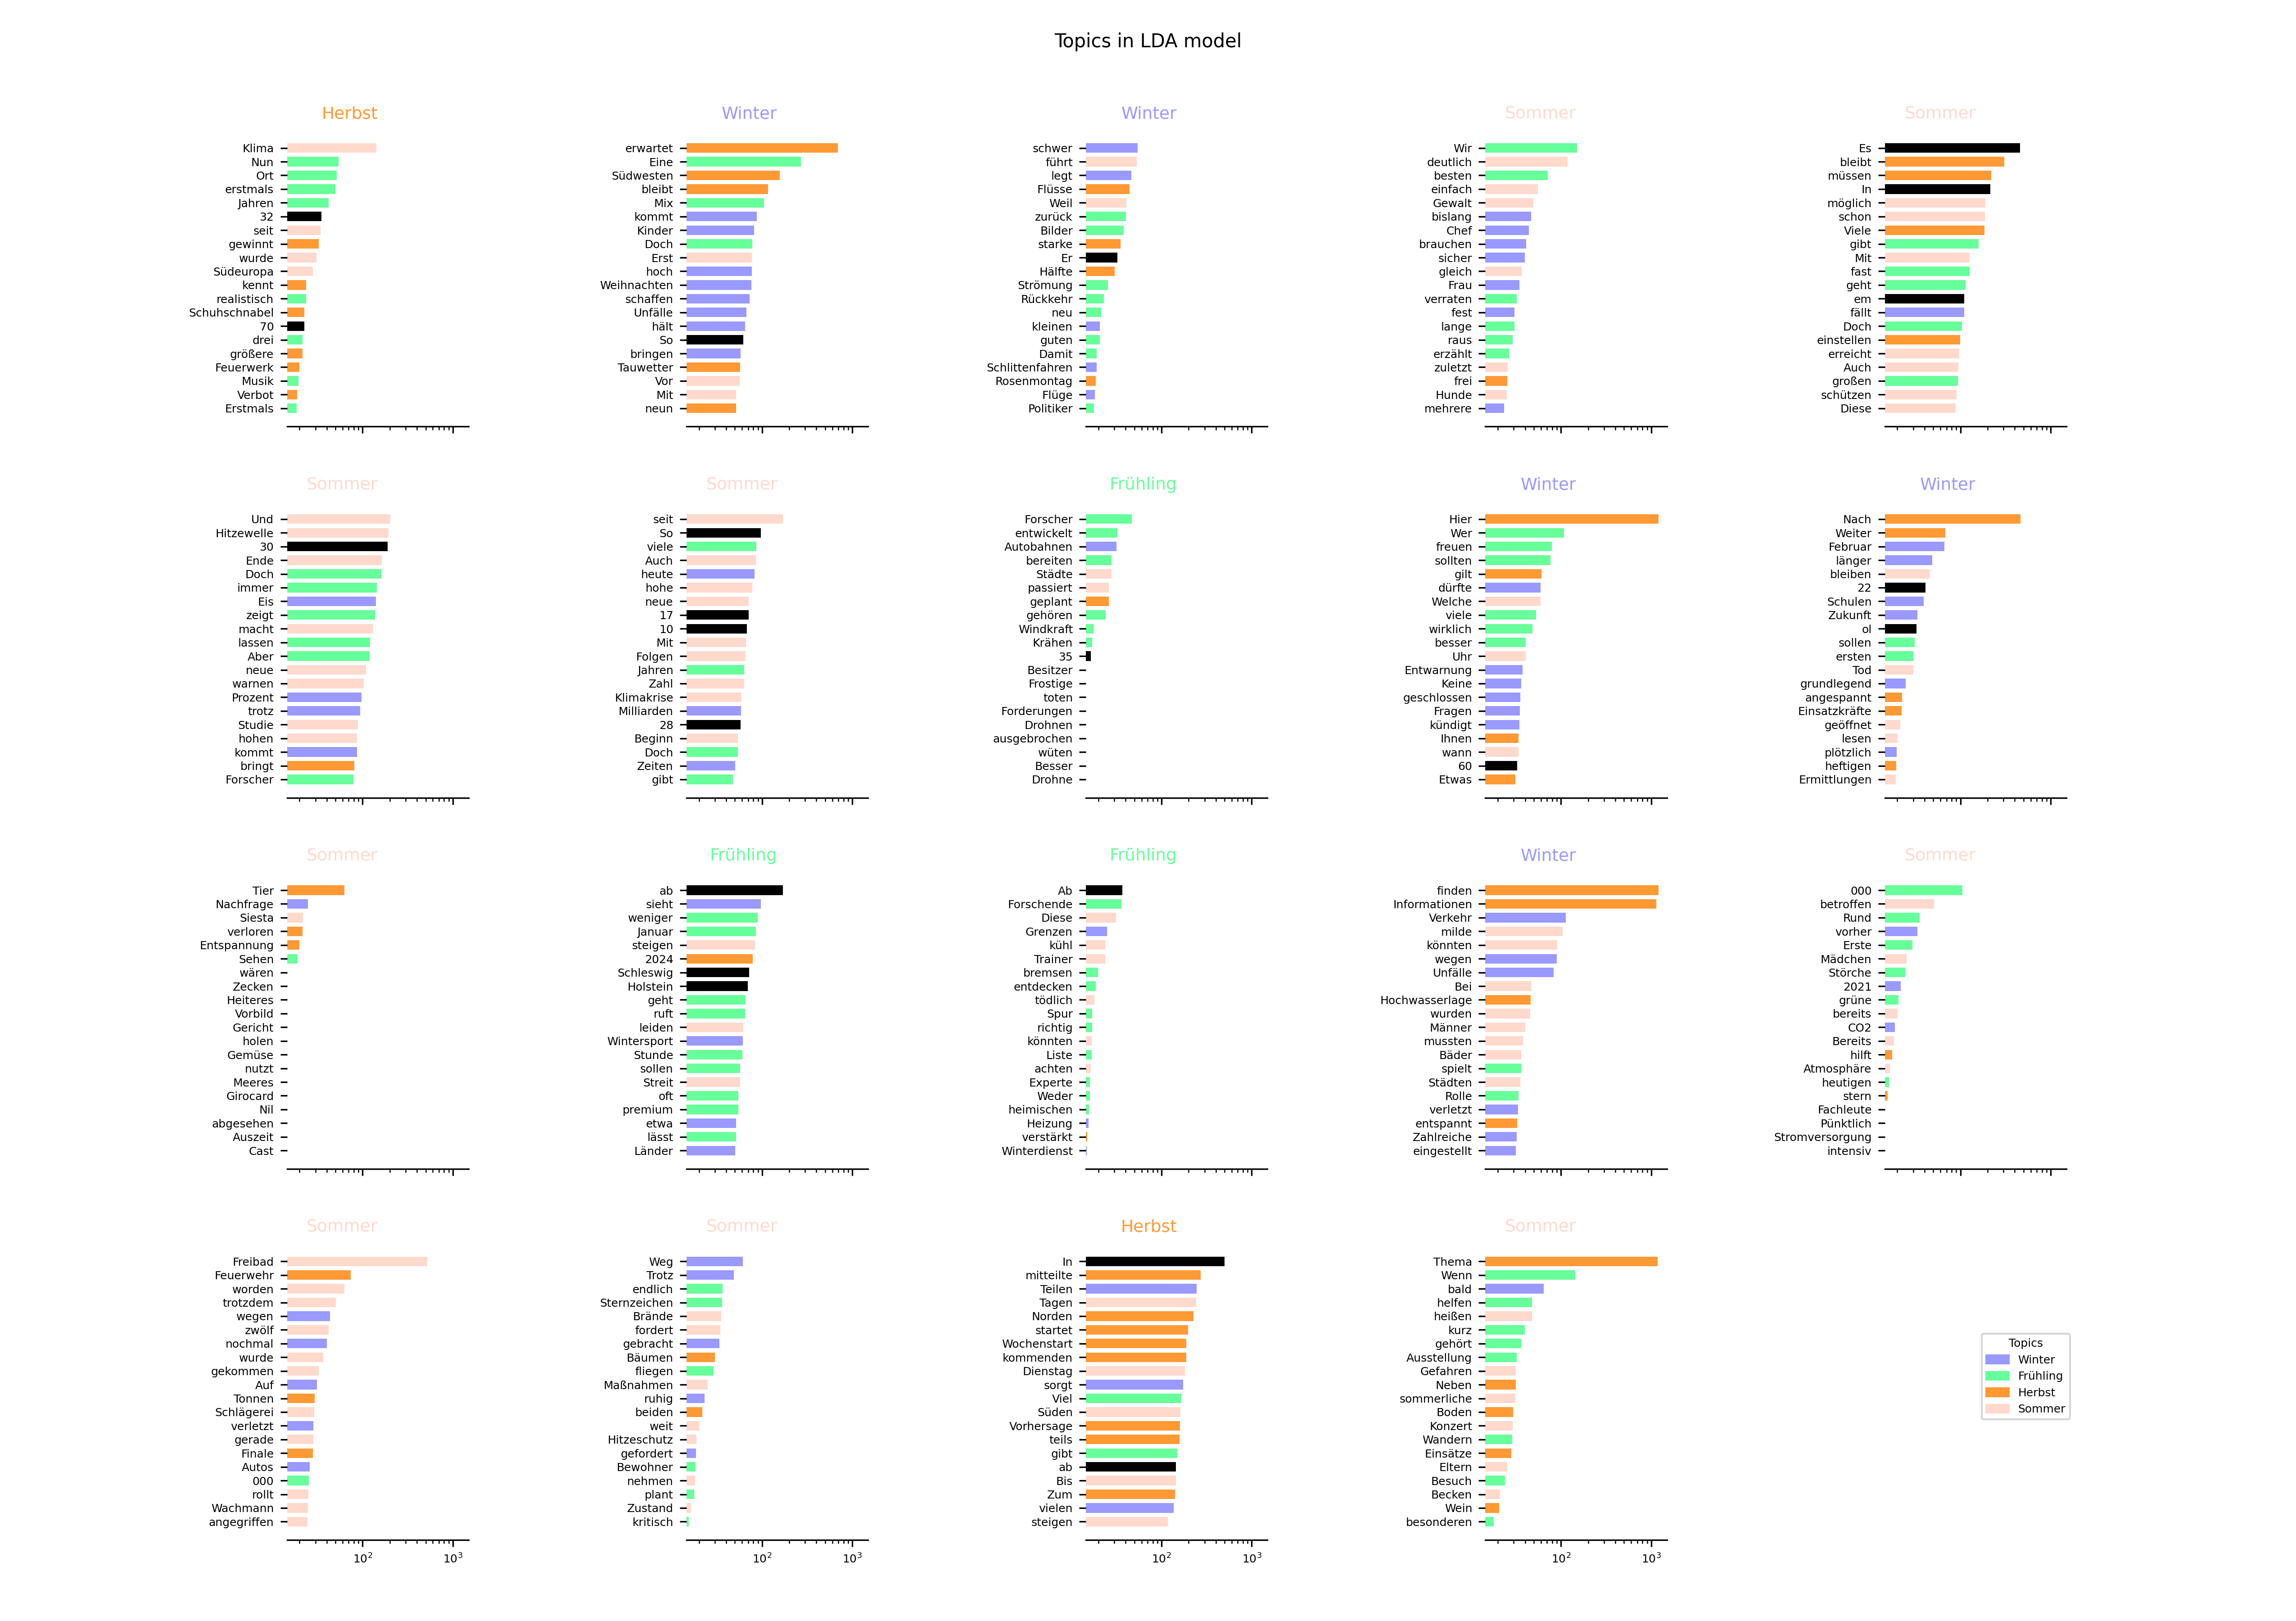 Topics in LDA model
Herbst
Klima
Nun
Ort
erstmals
Jahren
32
seit
gewinnt
wurde
Südeuropa
kennt
realistisch
Schuhschnabel
70
drei
größere
Feuerwerk
Musik
Verbot
Erstmals
Winter
erwartet
Eine
Südwesten
bleibt
Mix
kommt
Kinder
Doch
Erst
hoch
Weihnachten
schaffen
Unfälle
hält
So
bringen
Tauwetter
Vor
Mit
neun
Winter
schwer
führt
legt
Flüsse
Weil
zurück
Bilder
starke
Er
Hälfte
Strömung
Rückkehr
neu
kleinen
guten
Damit
Schlittenfahren
Rosenmontag
Flüge
Politiker
Sommer
Wir
deutlich
besten
einfach
Gewalt
bislang
Chef
brauchen
sicher
gleich
Frau
verraten
fest
lange
raus
erzählt
zuletzt
frei
Hunde
mehrere
Sommer
Es
bleibt
müssen
In
möglich
schon
Viele
gibt
Mit
fast
geht
em
fällt
Doch
einstellen
erreicht
Auch
großen
schützen
Diese
Sommer
Und
Hitzewelle
30
Ende
Doch
immer
Eis
zeigt
macht
lassen
Aber
neue
warnen
Prozent
trotz
Studie
hohen
kommt
bringt
Forscher
Sommer
seit
So
viele
Auch
heute
hohe
neue
17
10
Mit
Folgen
Jahren
Zahl
Klimakrise
Milliarden
28
Beginn
Doch
Zeiten
gibt
Frühling
Forscher
entwickelt
Autobahnen
bereiten
Städte
passiert
geplant
gehören
Windkraft
Krähen
35
Besitzer
Frostige
toten
Forderungen
Drohnen
ausgebrochen
wüten
Besser
Drohne
Winter
Hier
Wer
freuen
sollten
gilt
dürfte
Welche
viele
wirklich
besser
Uhr
Entwarnung
Keine
geschlossen
Fragen
kündigt
Ihnen
wann
60
Etwas
Winter
Nach
Weiter
Februar
länger
bleiben
22
Schulen
Zukunft
ol
sollen
ersten
Tod
grundlegend
angespannt
Einsatzkräfte
geöffnet
lesen
plötzlich
heftigen
Ermittlungen
Sommer
Tier
Nachfrage
Siesta
verloren
Entspannung
Sehen
wären
Zecken
Heiteres
Vorbild
Gericht
holen
Gemüse
nutzt
Meeres
Girocard
Nil
abgesehen
Auszeit
Cast
Frühling
ab
sieht
weniger
Januar
steigen
2024
Schleswig
Holstein
geht
ruft
leiden
Wintersport
Stunde
sollen
Streit
oft
premium
etwa
lässt
Länder
Frühling
Ab
Forschende
Diese
Grenzen
kühl
Trainer
bremsen
entdecken
tödlich
Spur
richtig
könnten
Liste
achten
Experte
Weder
heimischen
Heizung
verstärkt
Winterdienst
Winter
finden
Informationen
Verkehr
milde
könnten
wegen
Unfälle
Bei
Hochwasserlage
wurden
Männer
mussten
Bäder
spielt
Städten
Rolle
verletzt
entspannt
Zahlreiche
eingestellt
Sommer
000
betroffen
Rund
vorher
Erste
Mädchen
Störche
2021
grüne
bereits
CO2
Bereits
hilft
Atmosphäre
heutigen
stern
Fachleute
Pünktlich
Stromversorgung
intensiv
Sommer
Freibad
Feuerwehr
worden
trotzdem
wegen
zwölf
nochmal
wurde
gekommen
Auf
Tonnen
Schlägerei
verletzt
gerade
Finale
Autos
000
rollt
Wachmann
angegriffen
10² 10³
Sommer
Weg
Trotz
endlich
Sternzeichen
Brände
fordert
gebracht
Bäumen
fliegen
Maßnahmen
ruhig
beiden
weit
Hitzeschutz
gefordert
Bewohner
nehmen
plant
Zustand
kritisch
10² 10³
Herbst
In
mitteilte
Teilen
Tagen
Norden
startet
Wochenstart
kommenden
Dienstag
sorgt
Viel
Süden
Vorhersage
teils
gibt
ab
Bis
Zum
vielen
steigen
10² 10³
Sommer
Thema
Wenn
bald
helfen
heißen
kurz
gehört
Ausstellung
Gefahren
Neben
sommerliche
Boden
Konzert
Wandern
Einsätze
Eltern
Besuch
Becken
Wein
besonderen
10² 10³
Topics
Winter
Frühling
Herbst
Sommer